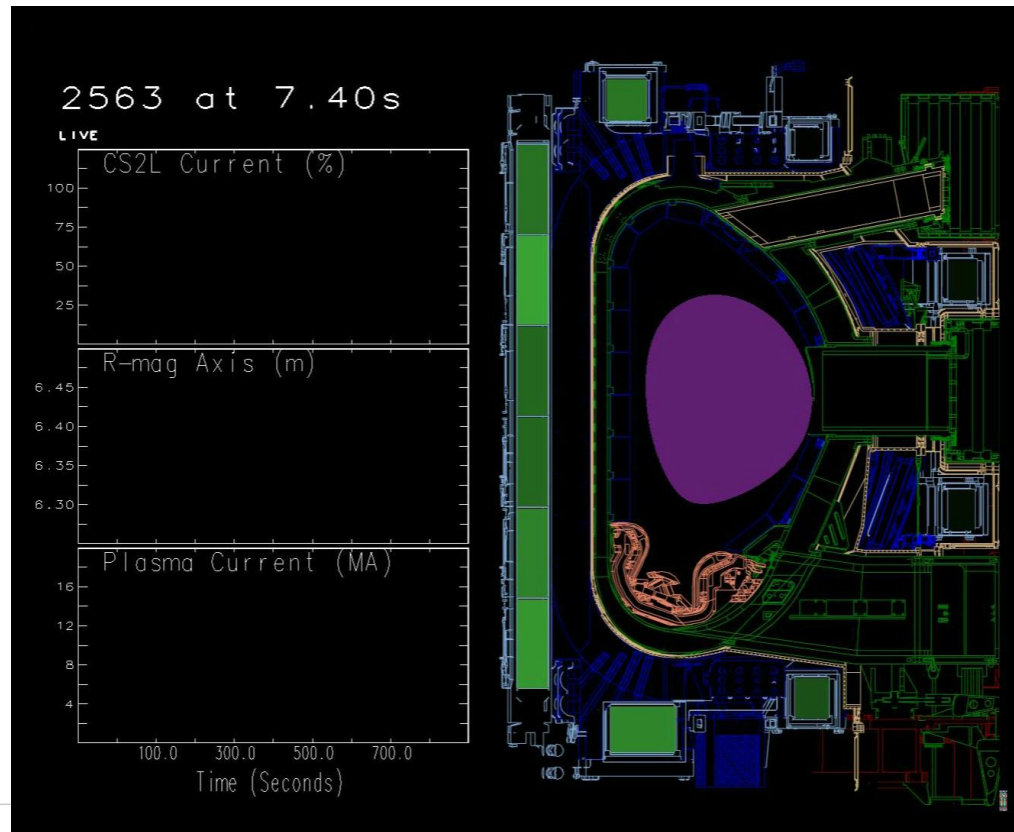 2563 at 7.40s
LIVE
CS2L Current (%)
100
75
50
25
R-mag Axis (m)
6.45
6.40
6.35
6.30
Plasma Current (MA)
16
12
8
4
100.0 300.0 500.0 700.0
Time (Seconds)